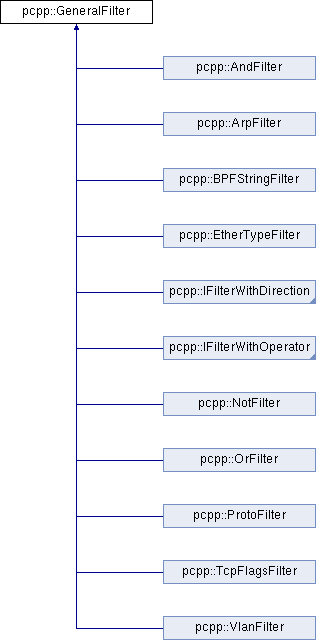 pcpp::GeneralFilter
pcpp::AndFilter
pcpp::ArpFilter
pcpp::BPFStringFilter
pcpp::EtherTypeFilter
pcpp::IFilterWithDirection
pcpp::IFilterWithOperator
pcpp::NotFilter
pcpp::OrFilter
pcpp::ProtoFilter
pcpp::TcpFlagsFilter
pcpp::VlanFilter